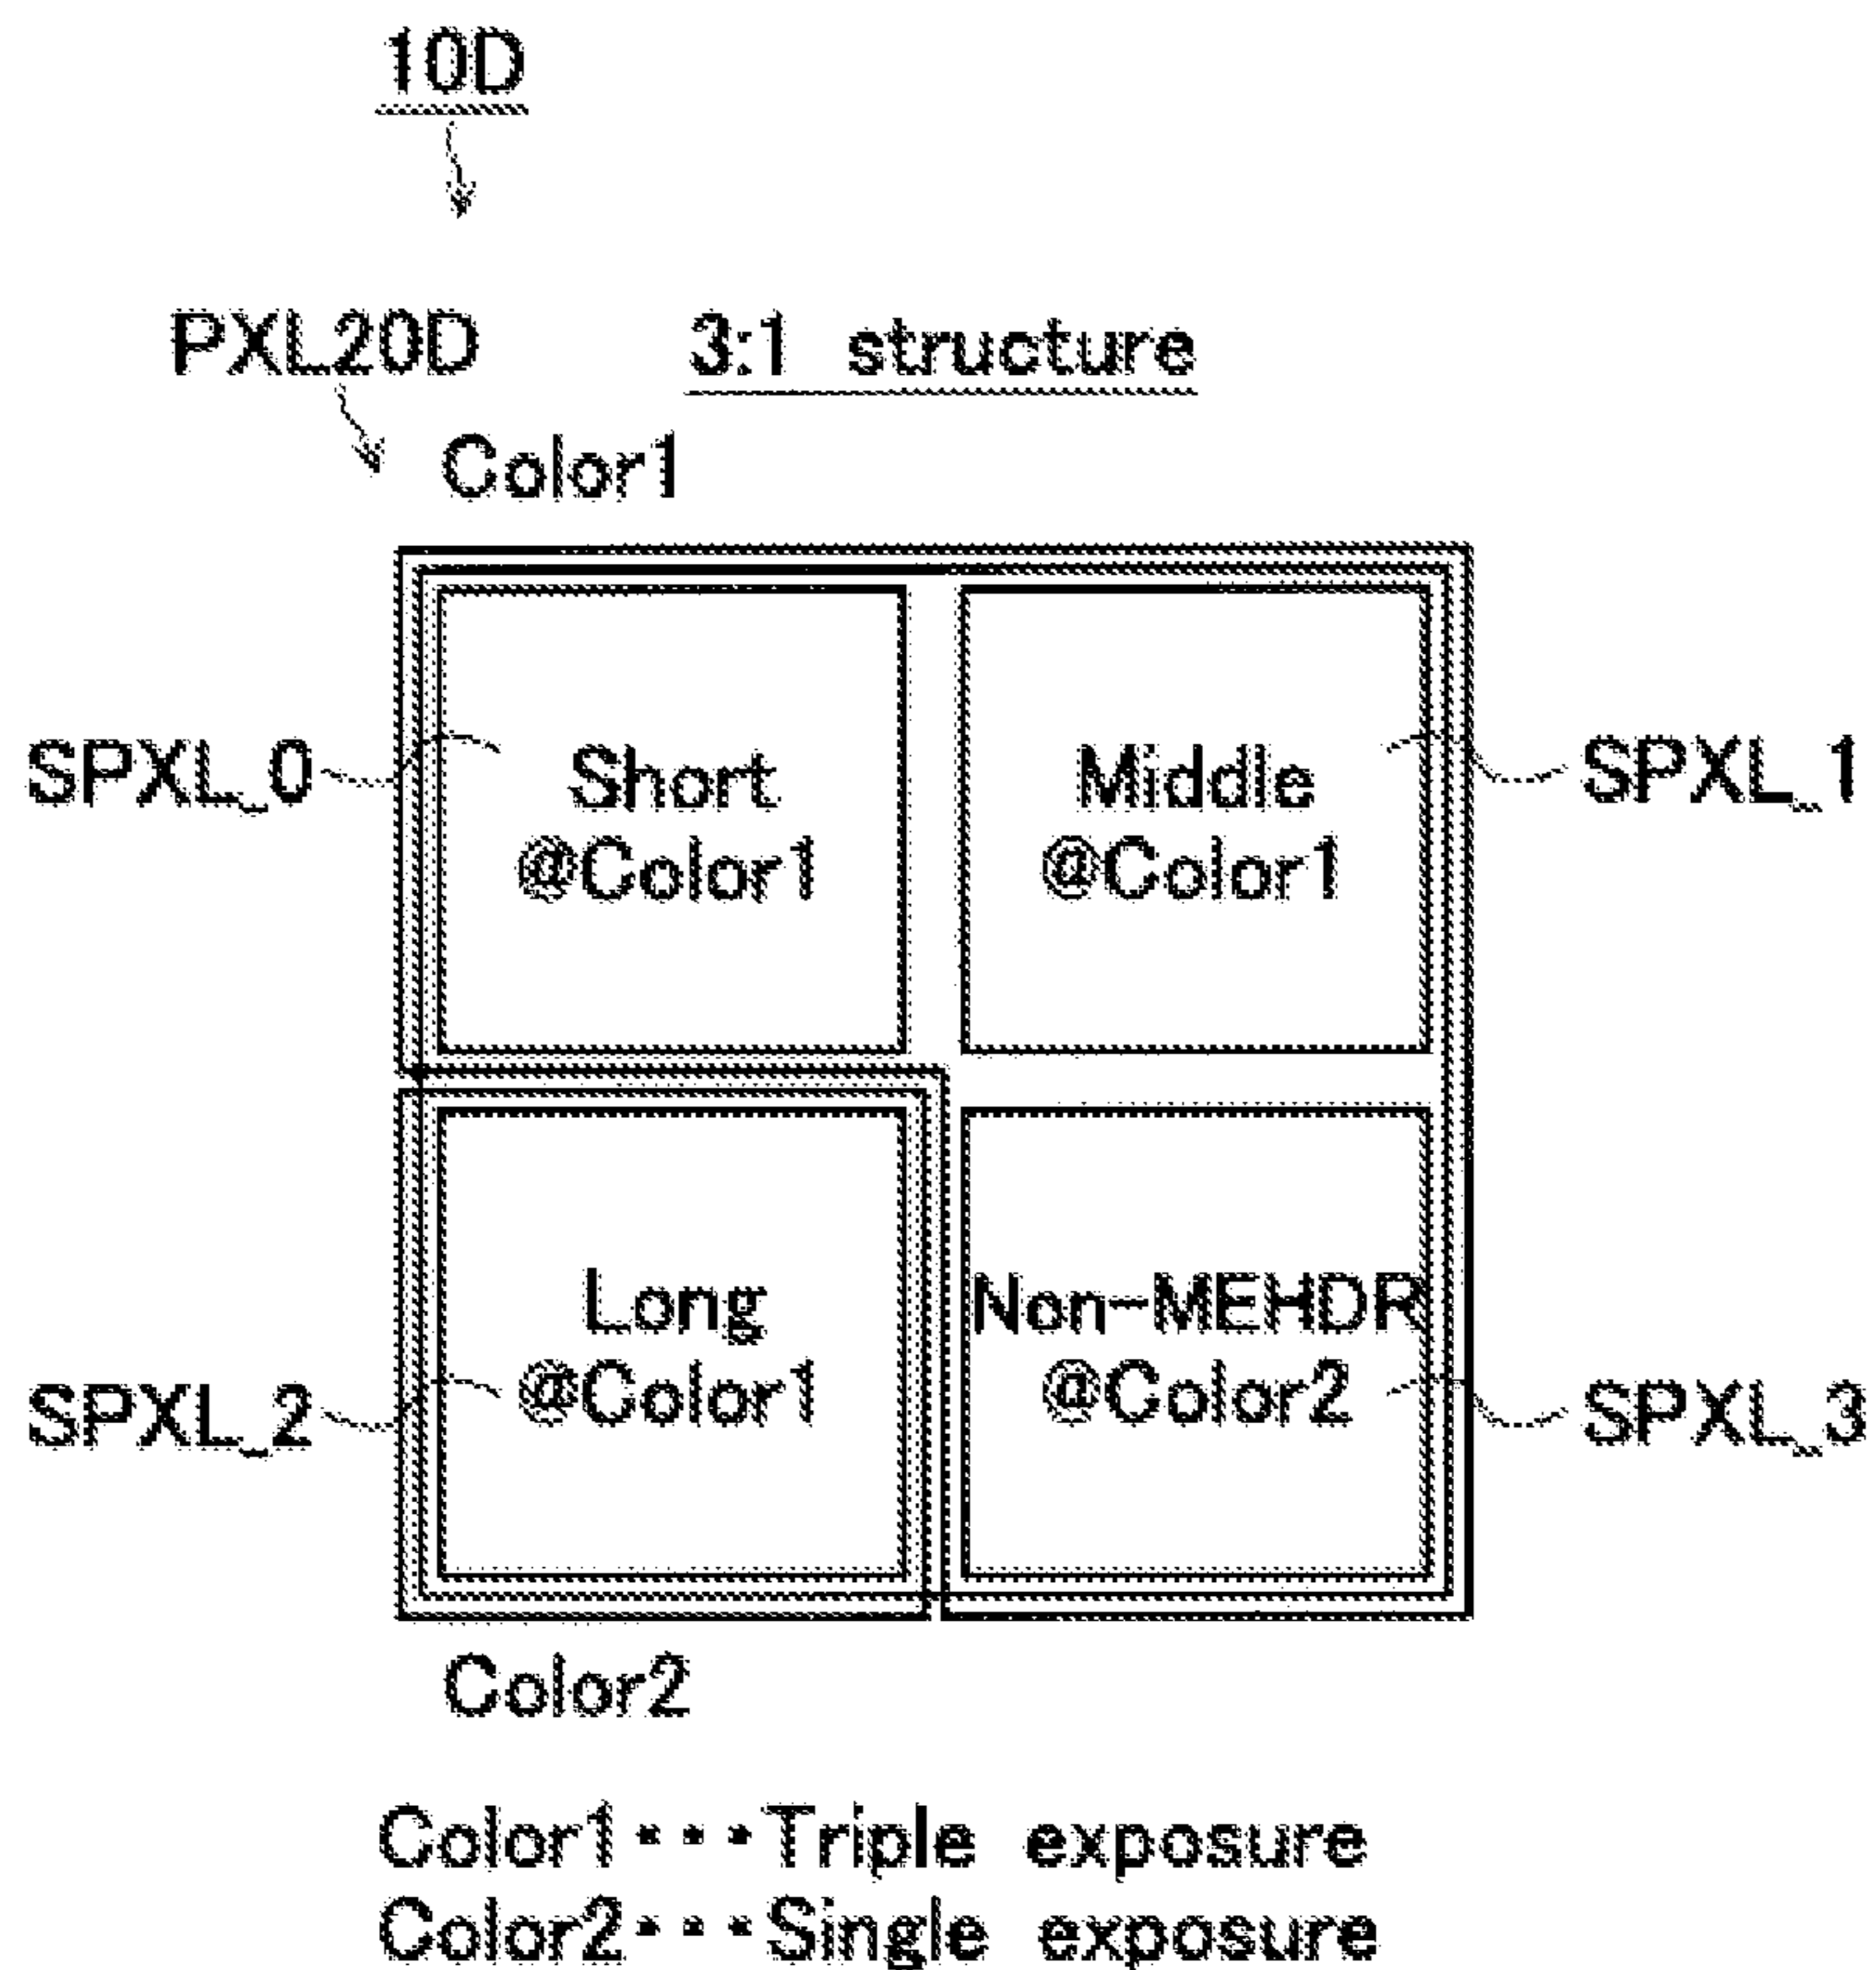 10D
PXL20D
3:1 structure
Color1
SPXL_0
Short
@Color1
Middle
@Color1
SPXL_1
SPXL_2
Long
@Color1
Non-MEHDR
@Color2
SPXL_3
Color2
Color1···Triple exposure
Color2···Single exposure